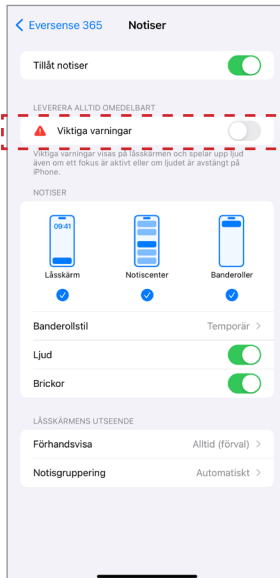 Eversense 365
Notiser
Tillåt notiser
LEVERERA ALLTID OMEDELBART
Viktiga varningar
Viktiga varningar visas på låsskärmen och spelar upp ljud
även om ett fokus är aktivt eller om ljudet är avstängt på
iPhone.
NOTISER
09:41
Låsskärm
Notiscenter
Banderoller
Banderollstil
Temporär
Ljud
Brickor
LÅSSKÄRMENS UTSEENDE
Förhandsvisa
Alltid (förval)
Notisgruppering
Automatiskt